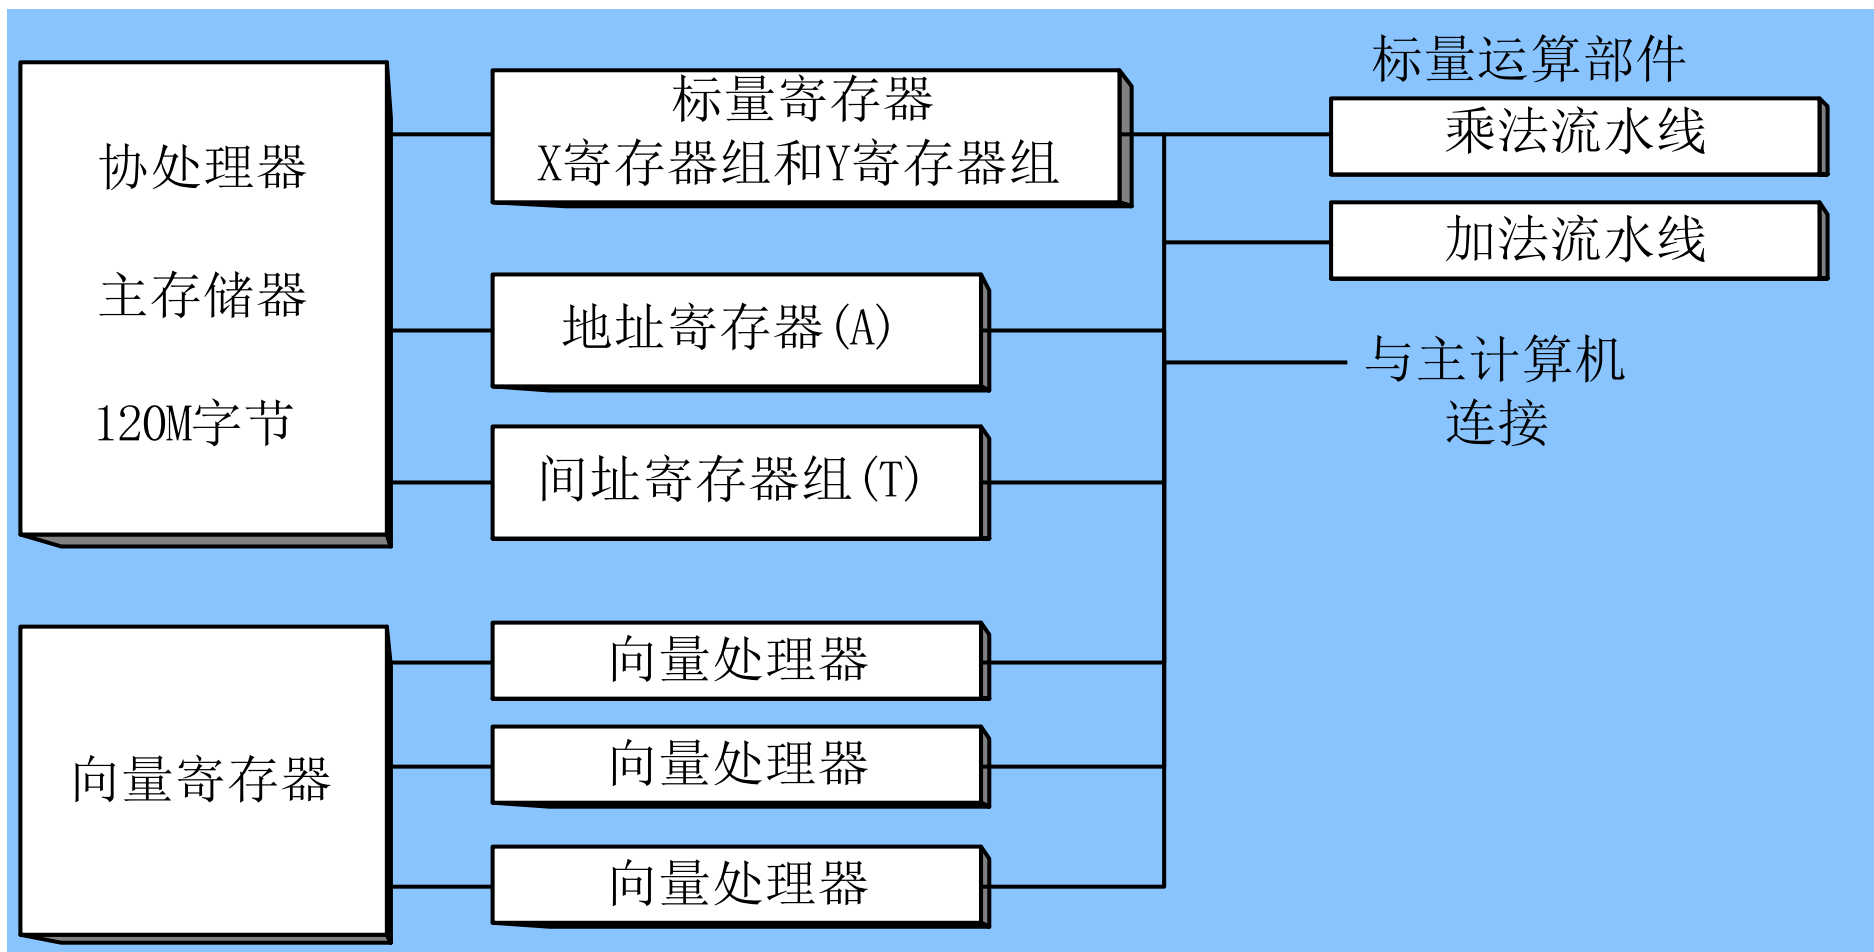 协处理器
主存储器
120M字节
标量寄存器
X寄存器组和Y寄存器组
地址寄存器(A)
间址寄存器组(T)
标量运算部件
乘法流水线
加法流水线
与主计算机
连接
向量寄存器
向量处理器
向量处理器
向量处理器